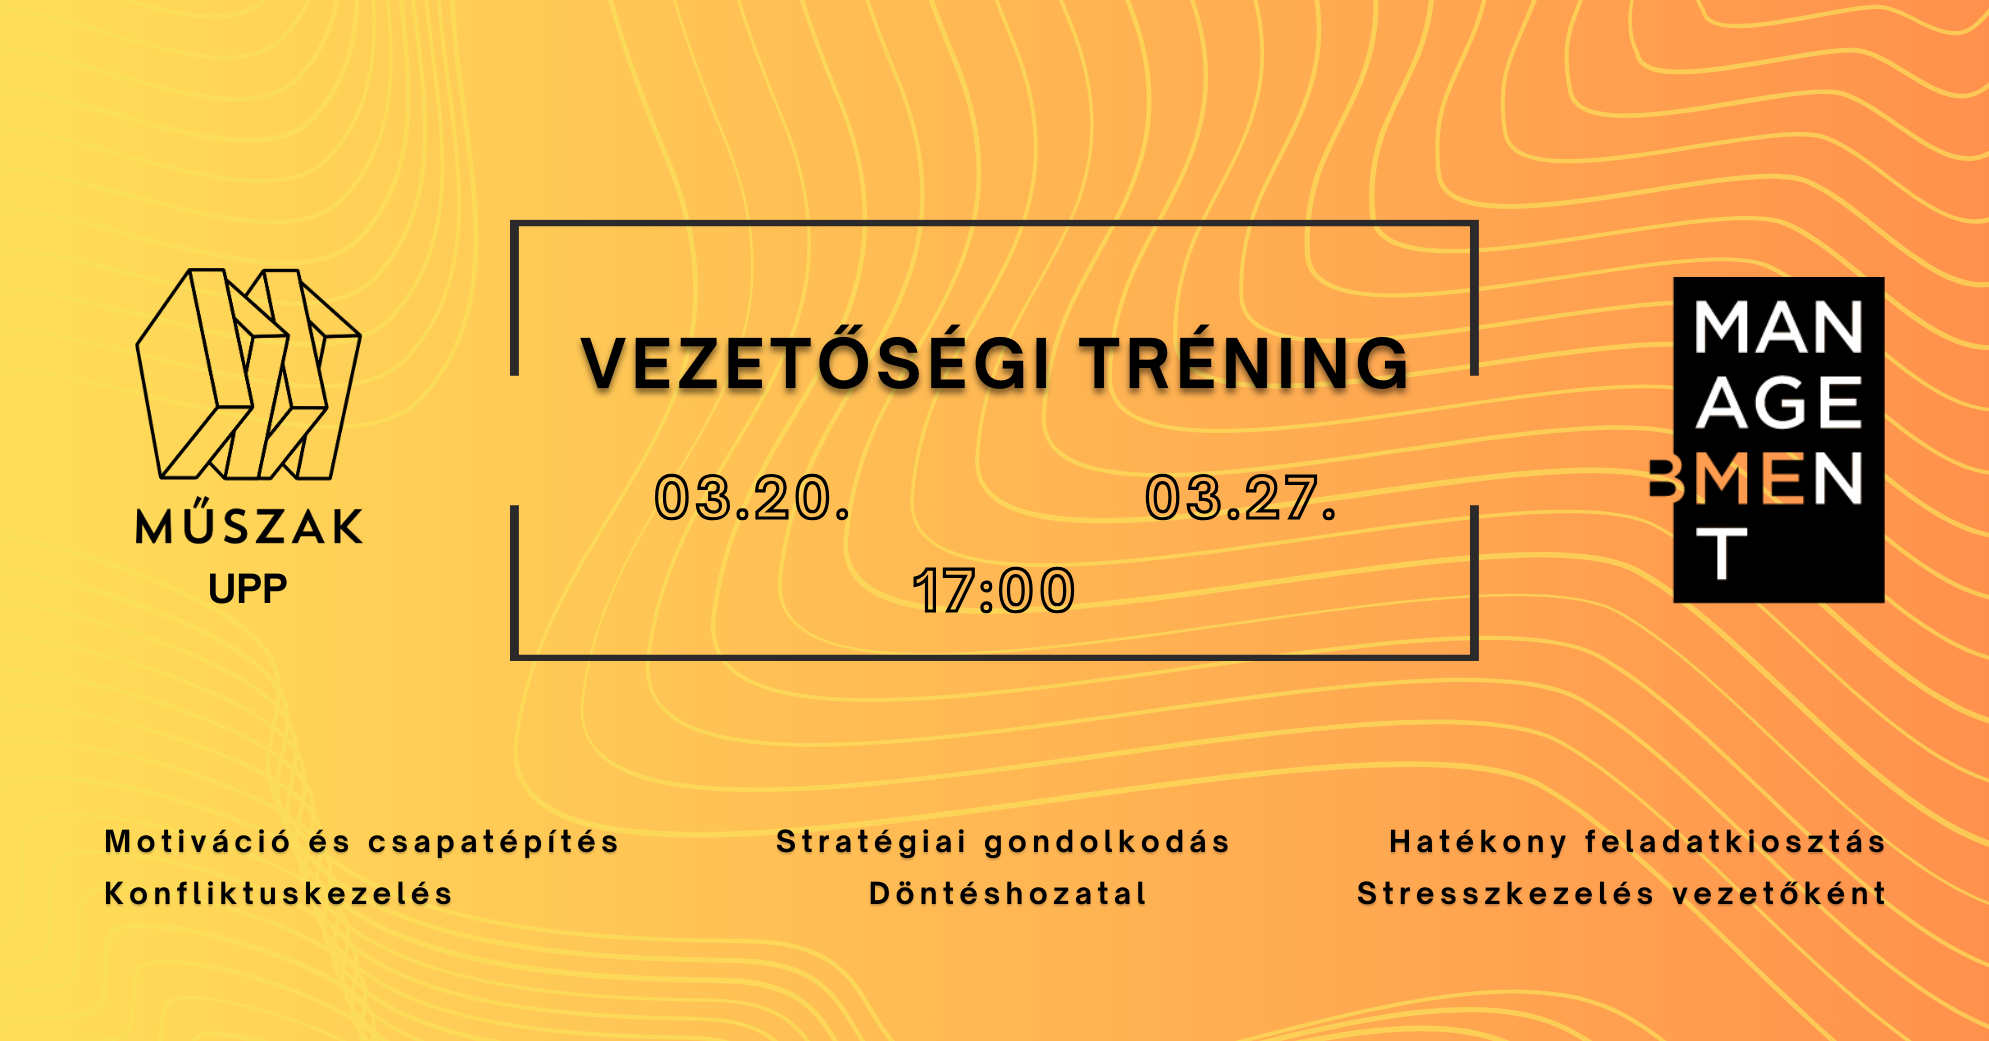 VEZETŐSÉGI TRÉNING
03.20.
03.27.
17:00
MŰSZAK
UPP
MAN
AGE
BMEN
T
Motiváció és csapatépítés
Konfliktuskezelés
Stratégiai gondolkodás
Döntéshozatal
Hatékony feladatkiosztás
Stresszkezelés vezetőként